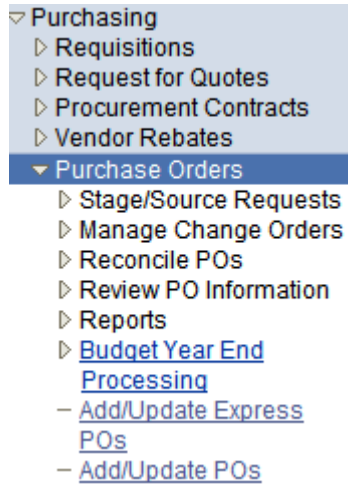 Purchasing
Requisitions
Request for Quotes
Procurement Contracts
Vendor Rebates
Purchase Orders
Stage/Source Requests
Manage Change Orders
Reconcile POs
Review PO Information
Reports
Budget Year End
Processing
Add/Update Express
POs
Add/Update POs